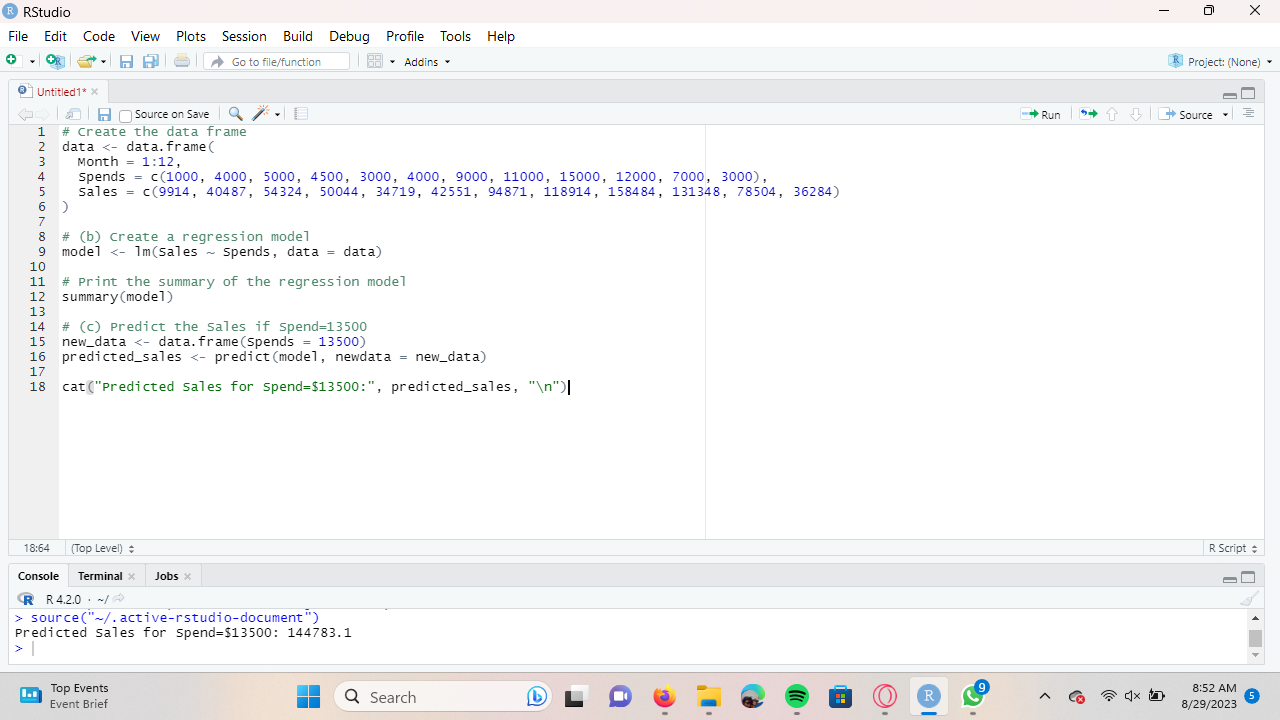 RStudio
File Edit Code View Plots Session Build Debug Profile Tools Help
Go to file/function Addins Project: (None)
Untitled1*
Source on Save Run Source
1 # Create the data frame
2 data <- data.frame(
3 Month = 1:12,
4 Spends = c(1000, 4000, 5000, 4500, 3000, 4000, 9000, 11000, 15000, 12000, 7000, 3000),
5 Sales = c(9914, 40487, 54324, 50044, 34719, 42551, 94871, 118914, 158484, 131348, 78504, 36284)
6 )
7
8 # (b) Create a regression model
9 model <- lm(Sales ~ Spends, data = data)
10
11 # Print the summary of the regression model
12 summary(model)
13
14 # (c) Predict the Sales if Spend=13500
15 new_data <- data.frame(Spends = 13500)
16 predicted_sales <- predict(model, newdata = new_data)
17
18 cat("Predicted Sales for Spend=$13500:", predicted_sales, "\n")
18:64 (Top Level) R Script
Console Terminal Jobs
R 4.2.0 · ~/
> source("~/.active-rstudio-document")
Predicted Sales for Spend=$13500: 144783.1
>
Top Events
Event Brief
Search
9
8:52 AM
8/29/2023
5